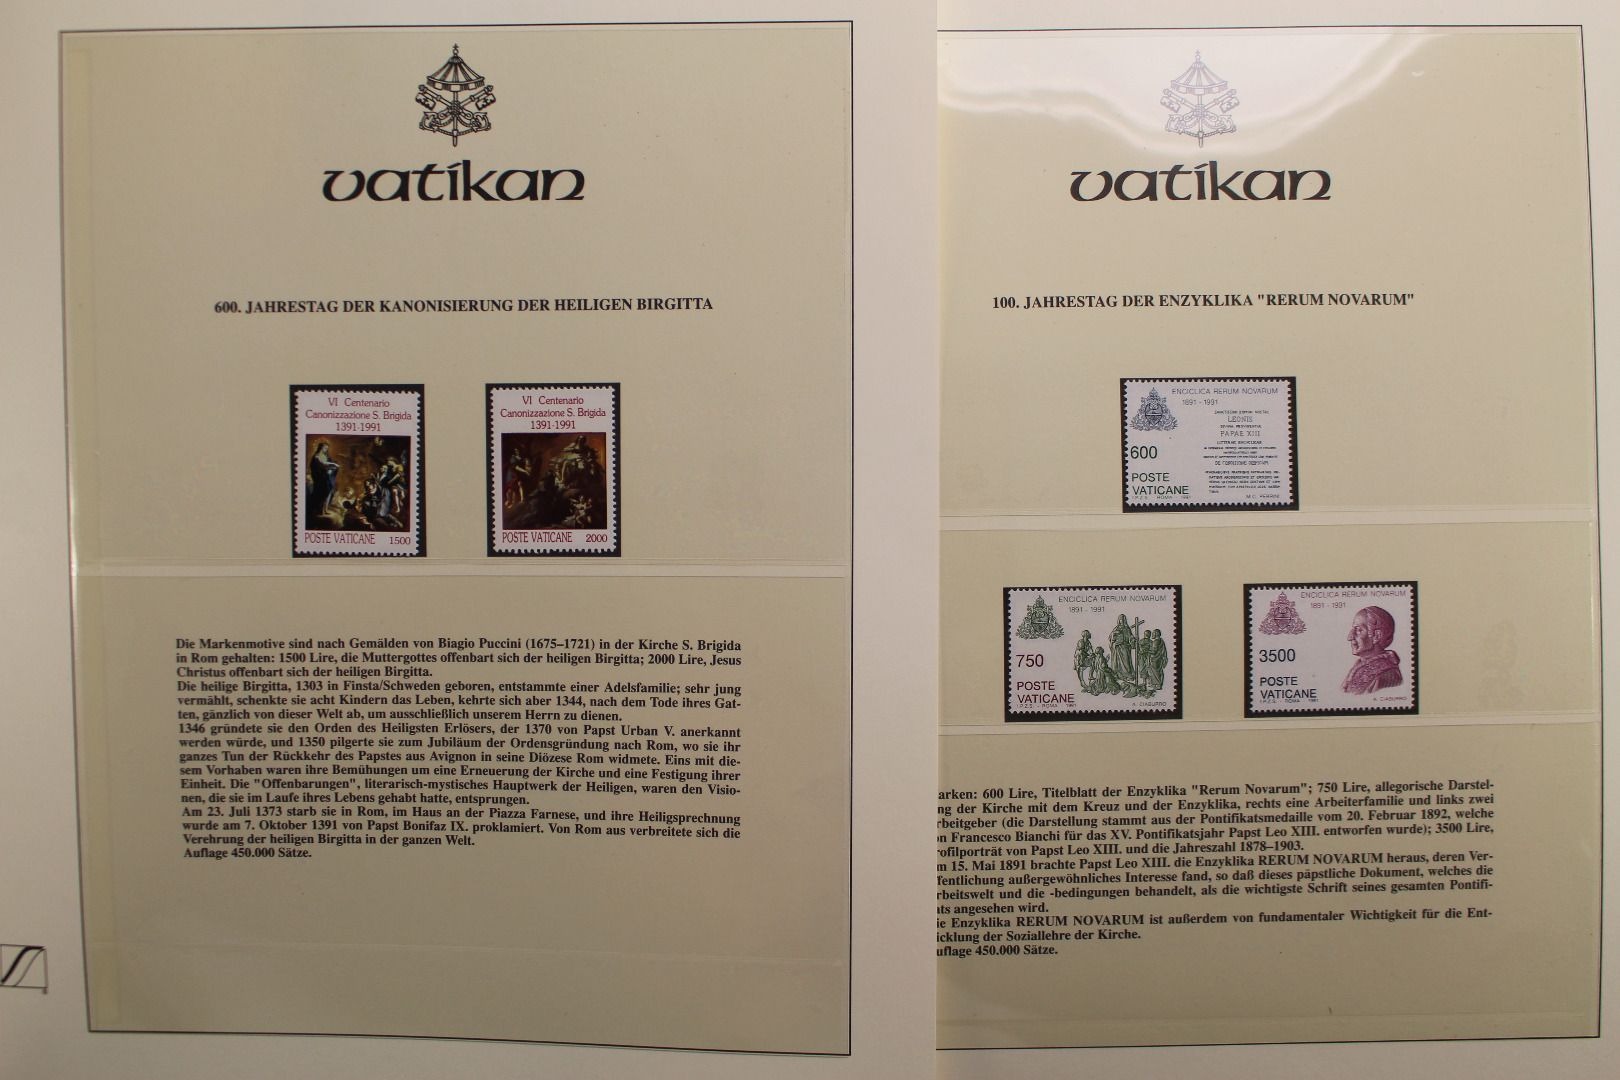 vatikan
600. JAHRESTAG DER KANONISIERUNG DER HEILIGEN BIRGITTA
VI Centenario
Canonizzazione S. Brigida
1391-1991
POSTE VATICANE 1500
VI Centenario
Canonizzazione S. Brigida
1391-1991
POSTE VATICANE 2000
Die Markenmotive sind nach Gemälden von Biagio Puccini (1675–1721) in der Kirche S. Brigida
in Rom gehalten: 1500 Lire, die Muttergottes offenbart sich der heiligen Birgitta; 2000 Lire, Jesus
Christus offenbart sich der heiligen Birgitta.
Die heilige Birgitta, 1303 in Finsta/Schweden geboren, entstammte einer Adelsfamilie; sehr jung
vermählt, schenkte sie acht Kindern das Leben, kehrte sich aber 1344, nach dem Tode ihres Gat-
ten, gänzlich von dieser Welt ab, um ausschließlich unserem Herrn zu dienen.
1346 gründete sie den Orden des Heiligsten Erlösers, der 1370 von Papst Urban V. anerkannt
werden würde, und 1350 pilgerte sie zum Jubiläum der Ordensgründung nach Rom, wo sie ihr
ganzes Tun der Rückkehr des Papstes aus Avignon in seine Diözese Rom widmete. Eins mit die-
sem Vorhaben waren ihre Bemühungen um eine Erneuerung der Kirche und eine Festigung ihrer
Einheit. Die "Offenbarungen", literarisch-mystisches Hauptwerk der Heiligen, waren den Visio-
nen, die sie im Laufe ihres Lebens gehabt hatte, entsprungen.
Am 23. Juli 1373 starb sie in Rom, im Haus an der Piazza Farnese, und ihre Heiligsprechnung
wurde am 7. Oktober 1391 von Papst Bonifaz IX. proklamiert. Von Rom aus verbreitete sich die
Verehrung der heiligen Birgitta in der ganzen Welt.
Auflage 450.000 Sätze.
vatikan
100. JAHRESTAG DER ENZYKLIKA "RERUM NOVARUM"
ENCICLICA RERUM NOVARUM
1891 - 1991
LEONIS
PAPAE XIII
600
POSTE
VATICANE
I.P.Z.S. - ROMA - 1991
M.C. PERRINI
ENCICLICA RERUM NOVARUM
1891 - 1991
750
POSTE
VATICANE
I.P.Z.S. - ROMA - 1991
A. CIABURRO
ENCICLICA RERUM NOVARUM
1891 - 1991
3500
POSTE
VATICANE
I.P.Z.S. - ROMA - 1991
A. CIABURRO
arken: 600 Lire, Titelblatt der Enzyklika "Rerum Novarum"; 750 Lire, allegorische Darstel-
ng der Kirche mit dem Kreuz und der Enzyklika, rechts eine Arbeiterfamilie und links zwei
rbeitgeber (die Darstellung stammt aus der Pontifikatsmedaille vom 20. Februar 1892, welche
on Francesco Bianchi für das XV. Pontifikatsjahr Papst Leo XIII. entworfen wurde); 3500 Lire,
rofilporträt von Papst Leo XIII. und die Jahreszahl 1878–1903.
m 15. Mai 1891 brachte Papst Leo XIII. die Enzyklika RERUM NOVARUM heraus, deren Ver-
fentlichung außergewöhnliches Interesse fand, so daß dieses päpstliche Dokument, welches die
rbeitswelt und die -bedingungen behandelt, als die wichtigste Schrift seines gesamten Pontifi-
ats angesehen wird.
ie Enzyklika RERUM NOVARUM ist außerdem von fundamentaler Wichtigkeit für die Ent-
icklung der Soziallehre der Kirche.
uflage 450.000 Sätze.